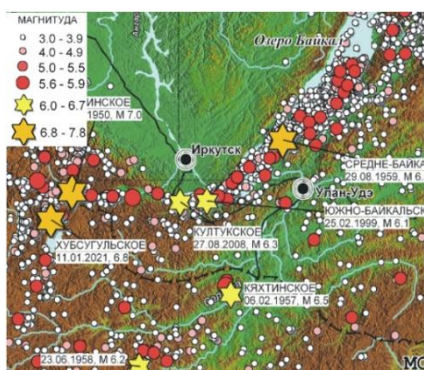 МАГНИТУДА
3.0 - 3.9
4.0 - 4.9
5.0 - 5.5
5.6 - 5.9
6.0 - 6.7
6.8 - 7.8
Ангар
Озеро Байкал
ИНСКОЕ
1950, М 7.0
Иркутск
СРЕДНЕ-БАЙКА
29.08.1959, М 6.
Улан-Удэ
ЮЖНО-БАЙКАЛЬСК
25.02.1999, М 6.1
КУЛТУКСКОЕ
27.08.2008, М 6.3
ХУБСУГУЛЬСКОЕ
11.01.2021, 6.8
КЯХТИНСКОЕ
06.02.1957, М 6.5
23.06.1958, М 6.2
МО